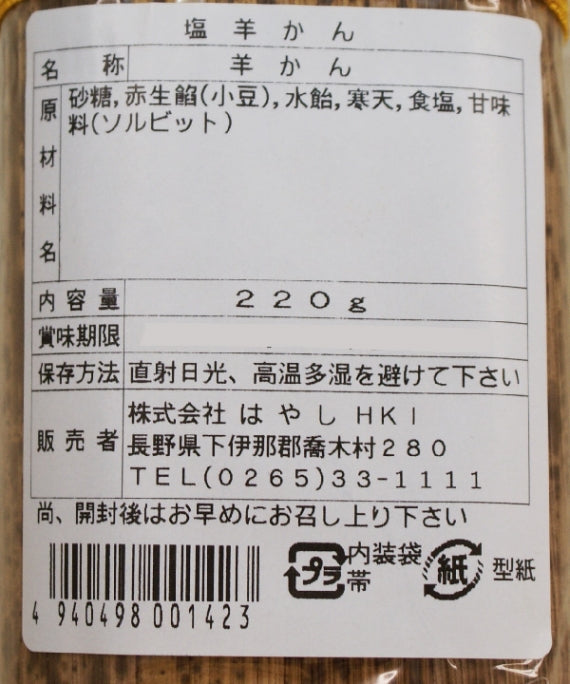 塩羊かん
名称 羊かん
原材料名 砂糖,赤生餡(小豆),水飴,寒天,食塩,甘味
料(ソルビット)
内容量 220g
賞味期限
保存方法 直射日光、高温多湿を避けて下さい
販売者 株式会社はやしHKI
長野県下伊那郡喬木村280
TEL(0265)33-1111
尚、開封後はお早めにお召し上り下さい
プラ 内装袋 紙 型紙
帯
4 940498 001423